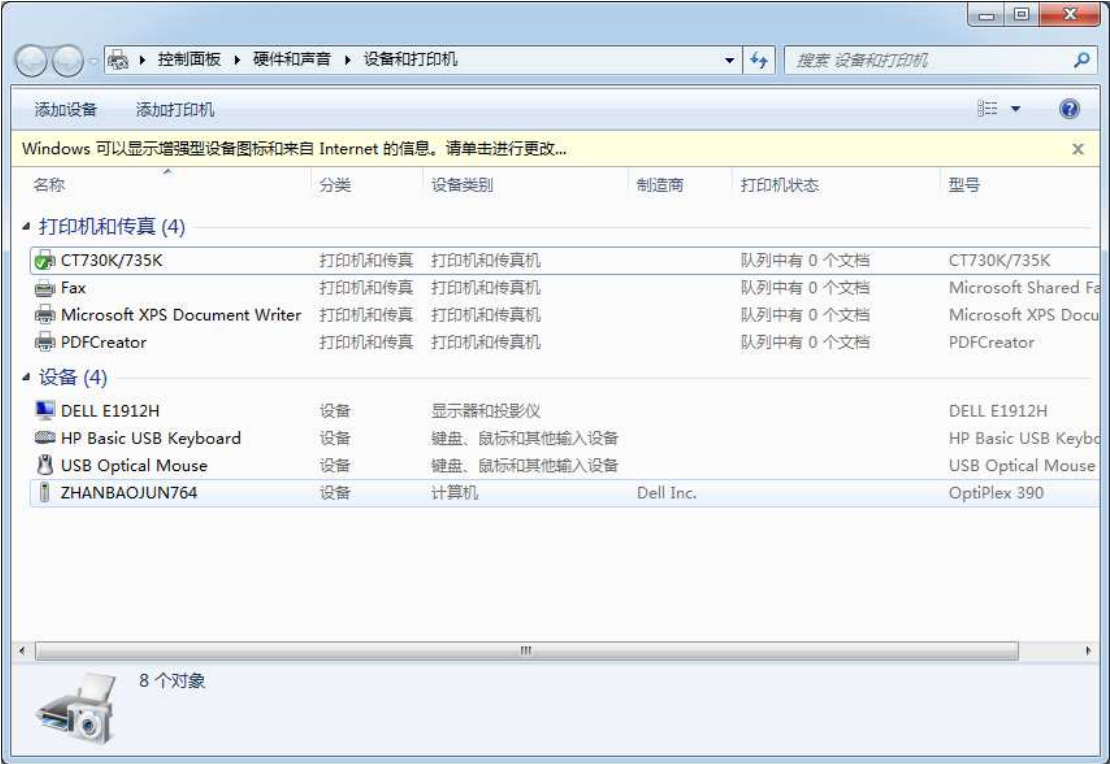 控制面板 硬件和声音 设备和打印机 搜索 设备和打印机
添加设备 添加打印机
Windows 可以显示增强型设备图标和来自 Internet 的信息。请单击进行更改...
名称 分类 设备类别 制造商 打印机状态 型号
打印机和传真 (4)
CT730K/735K 打印机和传真 打印机和传真机 队列中有 0 个文档 CT730K/735K
Fax 打印机和传真 打印机和传真机 队列中有 0 个文档 Microsoft Shared Fa
Microsoft XPS Document Writer 打印机和传真 打印机和传真机 队列中有 0 个文档 Microsoft XPS Docu
PDFCreator 打印机和传真 打印机和传真机 队列中有 0 个文档 PDFCreator
设备 (4)
DELL E1912H 设备 显示器和投影仪 DELL E1912H
HP Basic USB Keyboard 设备 键盘、鼠标和其他输入设备 HP Basic USB Keybo
USB Optical Mouse 设备 键盘、鼠标和其他输入设备 USB Optical Mouse
ZHANBAOJUN764 设备 计算机 Dell Inc. OptiPlex 390
8 个对象